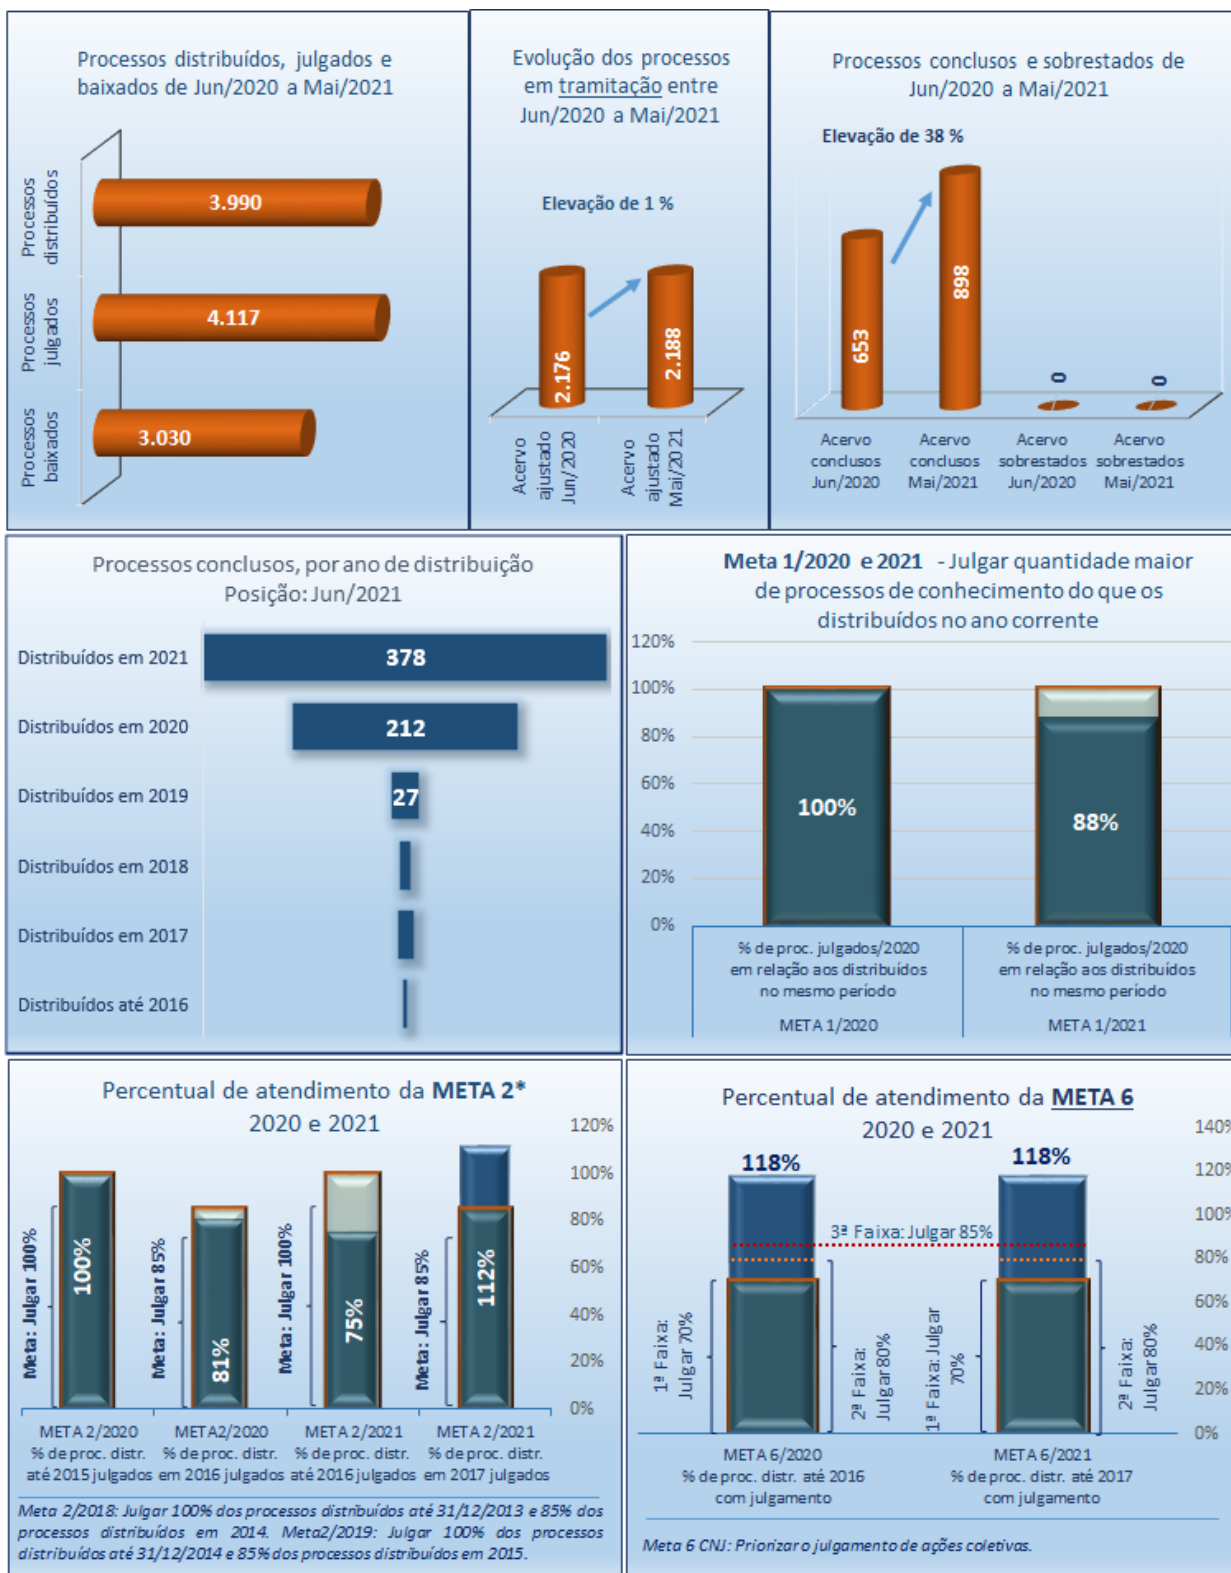 Processos distribuídos, julgados e
baixados de Jun/2020 a Mai/2021
Processos
distribuídos
3.990
Processos
julgados
4.117
Processos
baixados
3.030
Evolução dos processos
em tramitação entre
Jun/2020 a Mai/2021
Elevação de 1 %
2.176
2.188
Acervo
ajustado
Jun/2020
Acervo
ajustado
Mai/2021
Processos conclusos e sobrestados de
Jun/2020 a Mai/2021
Elevação de 38 %
653
898
0
0
Acervo
conclusos
Jun/2020
Acervo
conclusos
Mai/2021
Acervo
sobrestados
Jun/2020
Acervo
sobrestados
Mai/2021
Processos conclusos, por ano de distribuição
Posição: Jun/2021
Distribuídos em 2021
378
Distribuídos em 2020
212
Distribuídos em 2019
27
Distribuídos em 2018
Distribuídos em 2017
Distribuídos até 2016
Meta 1/2020 e 2021 - Julgar quantidade maior
de processos de conhecimento do que os
distribuídos no ano corrente
120%
100%
80%
60%
40%
20%
0%
100%
88%
% de proc. julgados/2020
em relação aos distribuídos
no mesmo período
META 1/2020
% de proc. julgados/2020
em relação aos distribuídos
no mesmo período
META 1/2021
Percentual de atendimento da META 2*
2020 e 2021
120%
100%
80%
60%
40%
20%
0%
Meta: Julgar 100%
100%
Meta: Julgar 85%
81%
Meta: Julgar 100%
75%
Meta: Julgar 85%
112%
META 2/2020
% de proc. distr.
até 2015 julgados
META2/2020
% de proc. distr.
em 2016 julgados
META 2/2021
% de proc. distr.
até 2016 julgados
META 2/2021
% de proc. distr.
em 2017 julgados
Meta 2/2018: Julgar 100% dos processos distribuídos até 31/12/2013 e 85% dos
processos distribuídos em 2014. Meta2/2019: Julgar 100% dos processos
distribuídos até 31/12/2014 e 85% dos processos distribuídos em 2015.
Percentual de atendimento da META 6
2020 e 2021
140%
120%
100%
80%
60%
40%
20%
0%
118%
118%
3ª Faixa: Julgar 85%
1ª Faixa:
Julgar 70%
2ª Faixa:
Julgar 80%
1ª Faixa: Julgar
70%
2ª Faixa:
Julgar 80%
META 6/2020
% de proc. distr. até 2016
com julgamento
META 6/2021
% de proc. distr. até 2017
com julgamento
Meta 6 CNJ: Priorizar o julgamento de ações coletivas.